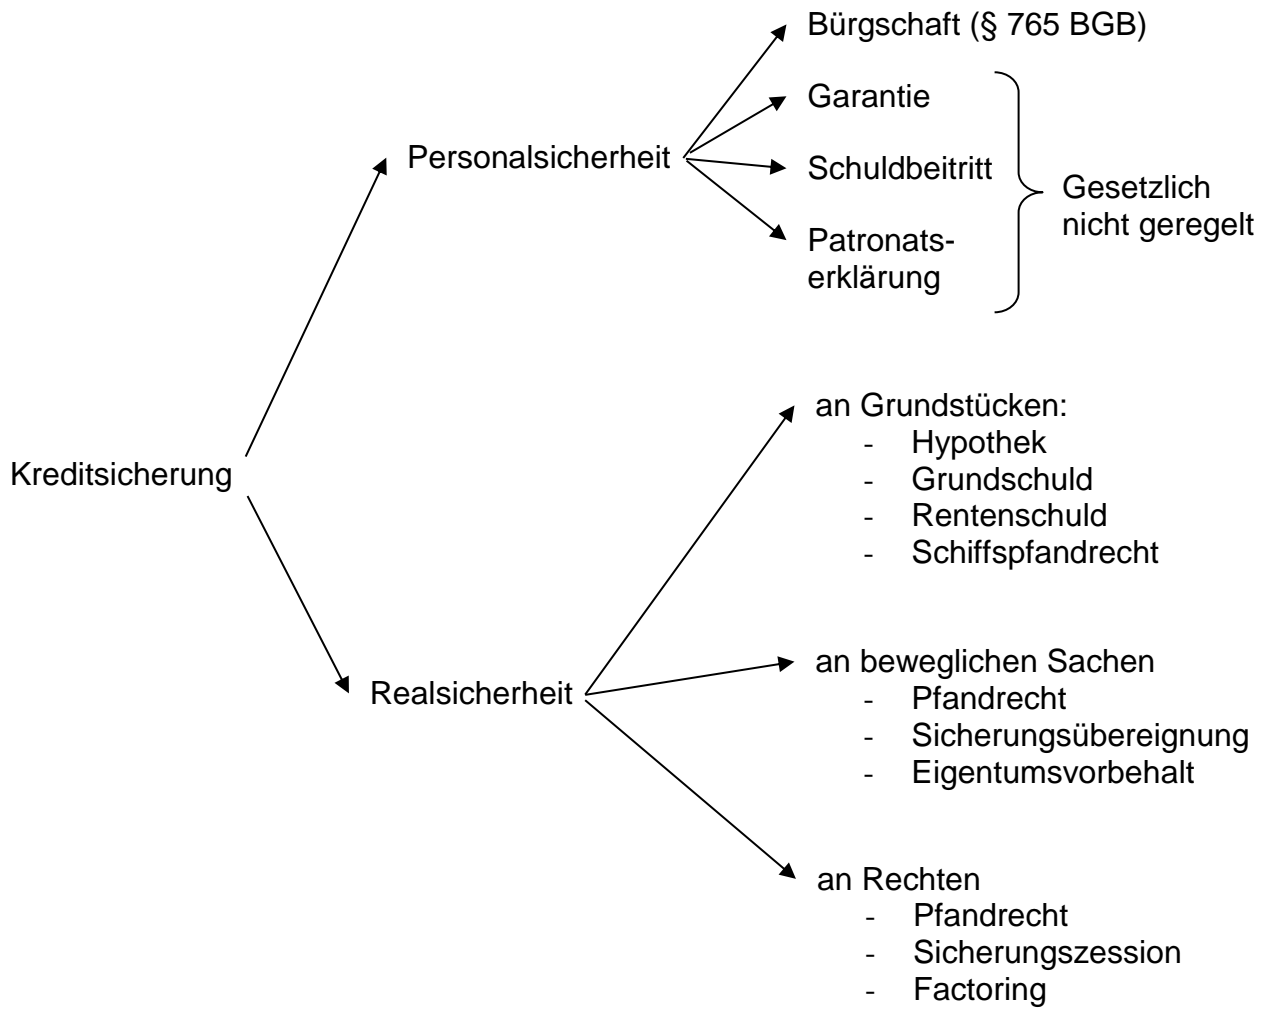 Kreditsicherung
Personalsicherheit
Bürgschaft (§ 765 BGB)
Garantie
Schuldbeitritt
Patronats-
erklärung
Gesetzlich
nicht geregelt
Realsicherheit
an Grundstücken:
- Hypothek
- Grundschuld
- Rentenschuld
- Schiffspfandrecht
an beweglichen Sachen
- Pfandrecht
- Sicherungsübereignung
- Eigentumsvorbehalt
an Rechten
- Pfandrecht
- Sicherungszession
- Factoring